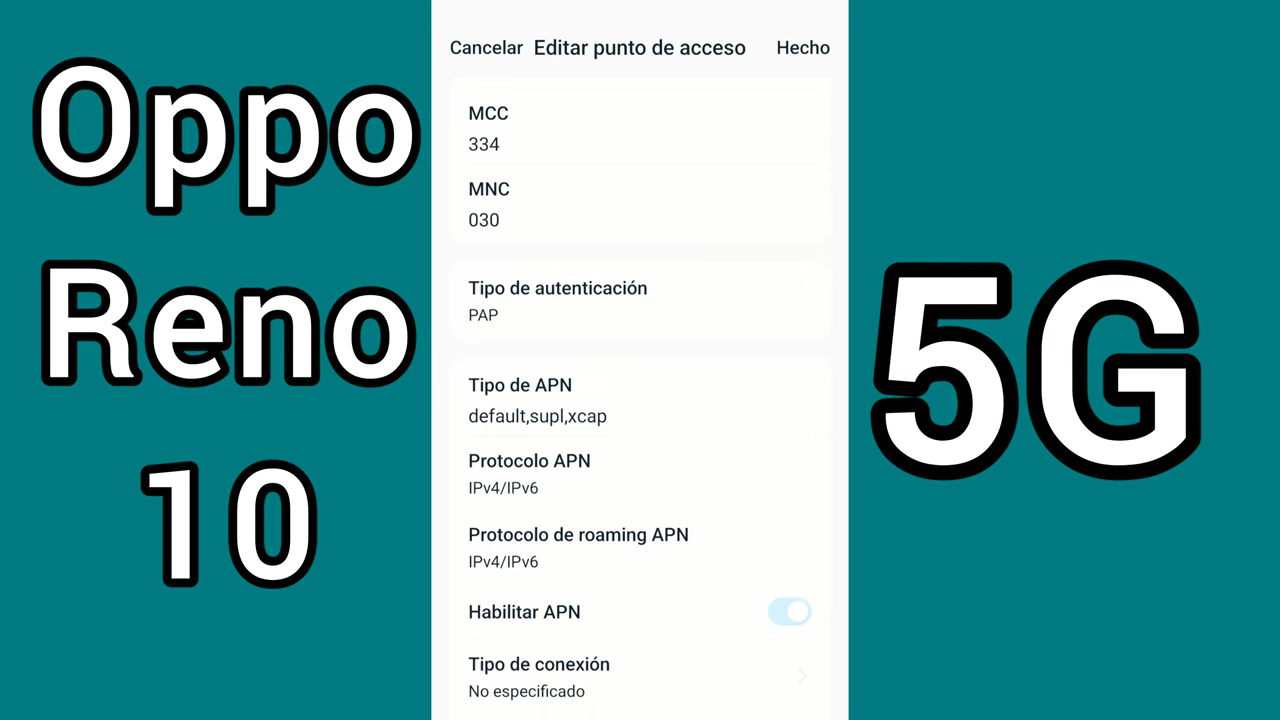 Oppo
Reno
10
Cancelar Editar punto de acceso Hecho
MCC
334
MNC
030
Tipo de autenticación
PAP
Tipo de APN
default,supl,xcap
Protocolo APN
IPv4/IPv6
Protocolo de roaming APN
IPv4/IPv6
Habilitar APN
Tipo de conexión
No especificado
5G